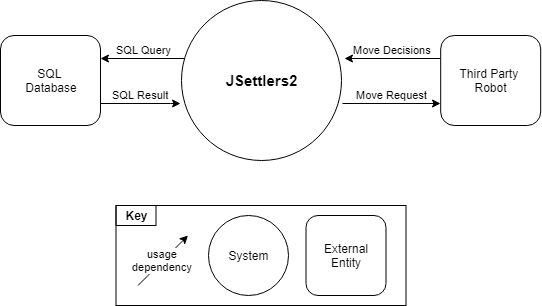 SQL Query
Move Decisions
SQL
Database
JSettlers2
Third Party
Robot
SQL Result
Move Request
Key
usage
dependency
System
External
Entity